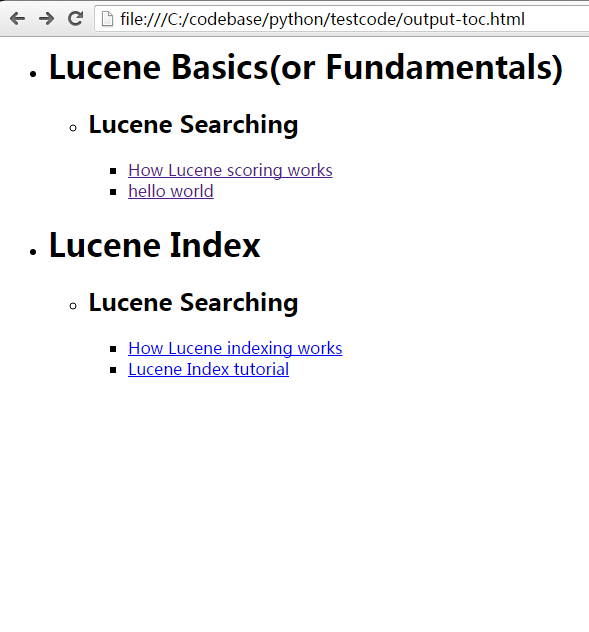 file:///C:/codebase/python/testcode/output-toc.html
Lucene Basics(or Fundamentals)
Lucene Searching
How Lucene scoring works
hello world
Lucene Index
Lucene Searching
How Lucene indexing works
Lucene Index tutorial